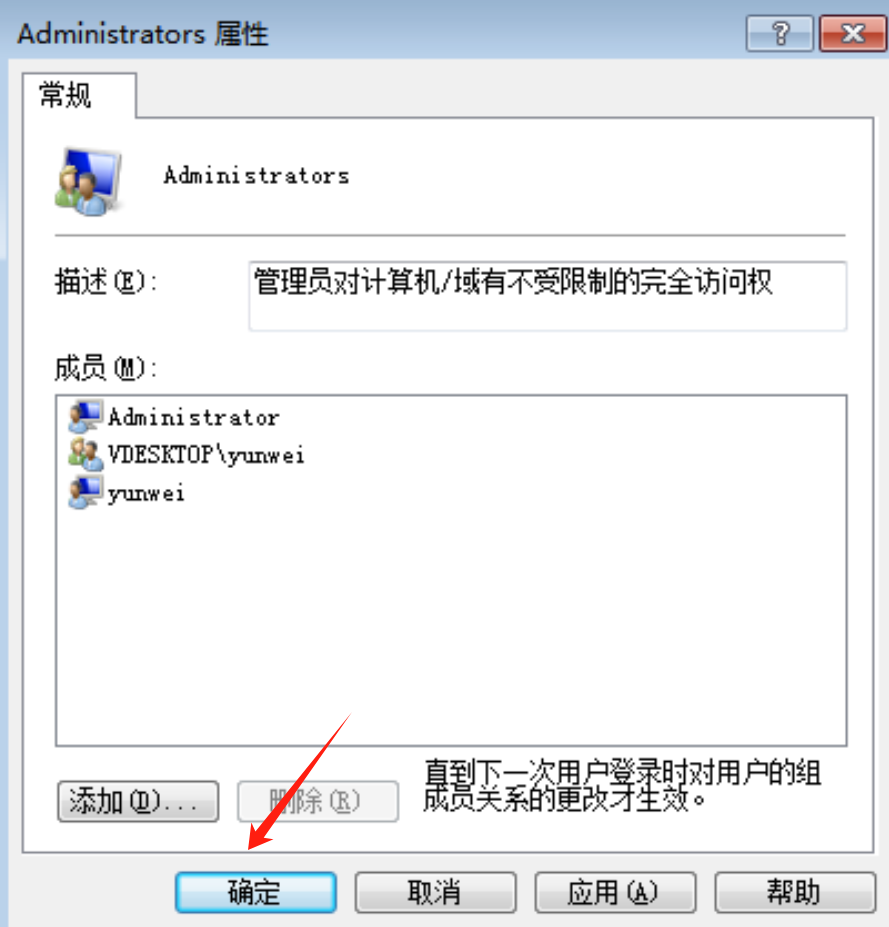 Administrators 属性
常规
Administrators
描述(E):
管理员对计算机/域有不受限制的完全访问权
成员(M):
Administrator
VDESKTOP\yunwei
yunwei
添加(D)...
删除(R)
直到下一次用户登录时对用户的组
成员关系的更改才生效。
确定
取消
应用(A)
帮助